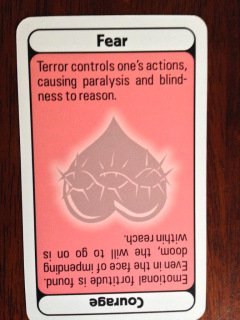 Fear
Terror controls one's actions,
causing paralysis and blind-
ness to reason.
Courage
Emotional fortitude is found.
Even in the face of impending
doom, the will to go on is
within reach.